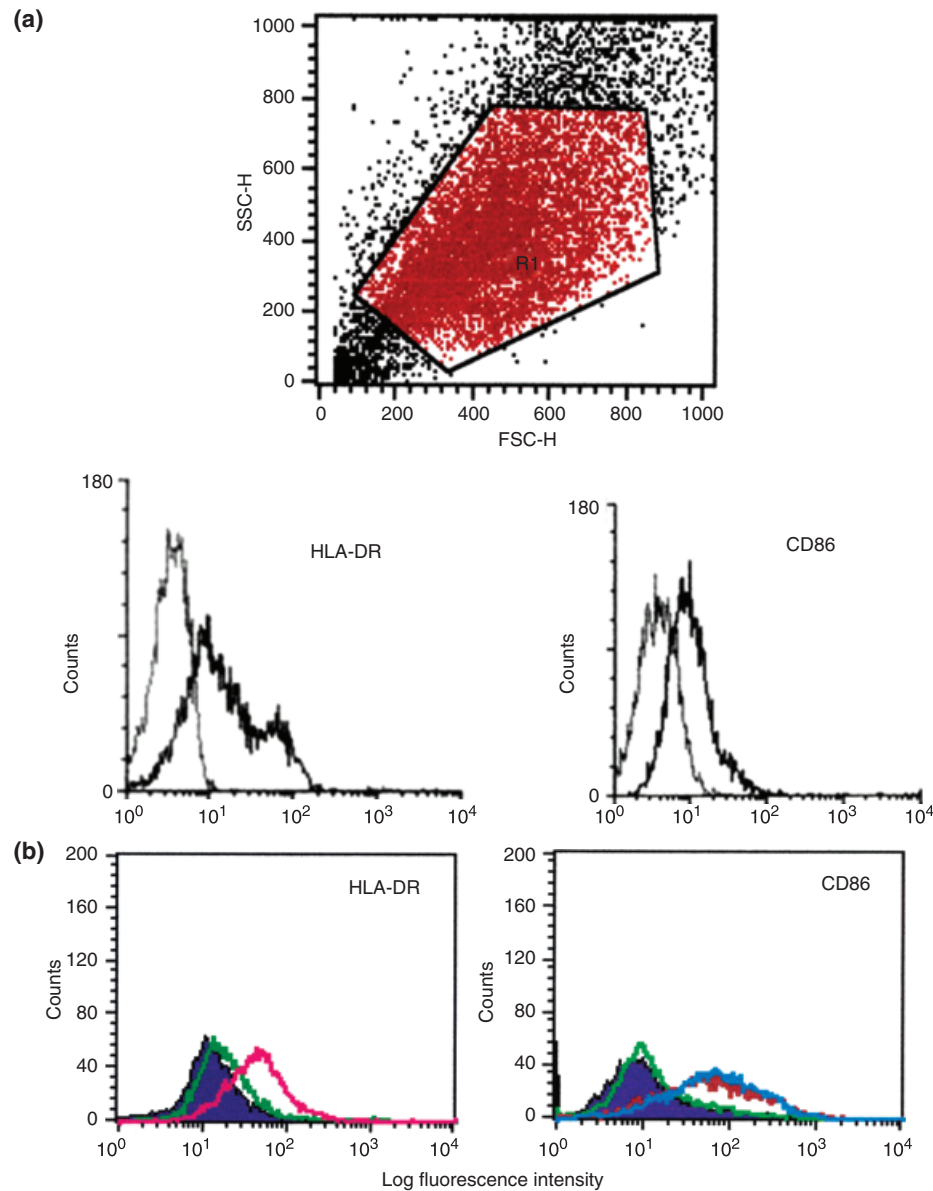 (a)
1000
800
600
400
200
0
SSC-H
R1
0 200 400 600 800 1000
FSC-H
180
HLA-DR
Counts
0
10^0 10^1 10^2 10^3 10^4
180
CD86
Counts
0
10^0 10^1 10^2 10^3 10^4
(b)
200
160
120
80
40
0
HLA-DR
Counts
10^0 10^1 10^2 10^3 10^4
200
160
120
80
40
0
CD86
Counts
10^0 10^1 10^2 10^3 10^4
Log fluorescence intensity